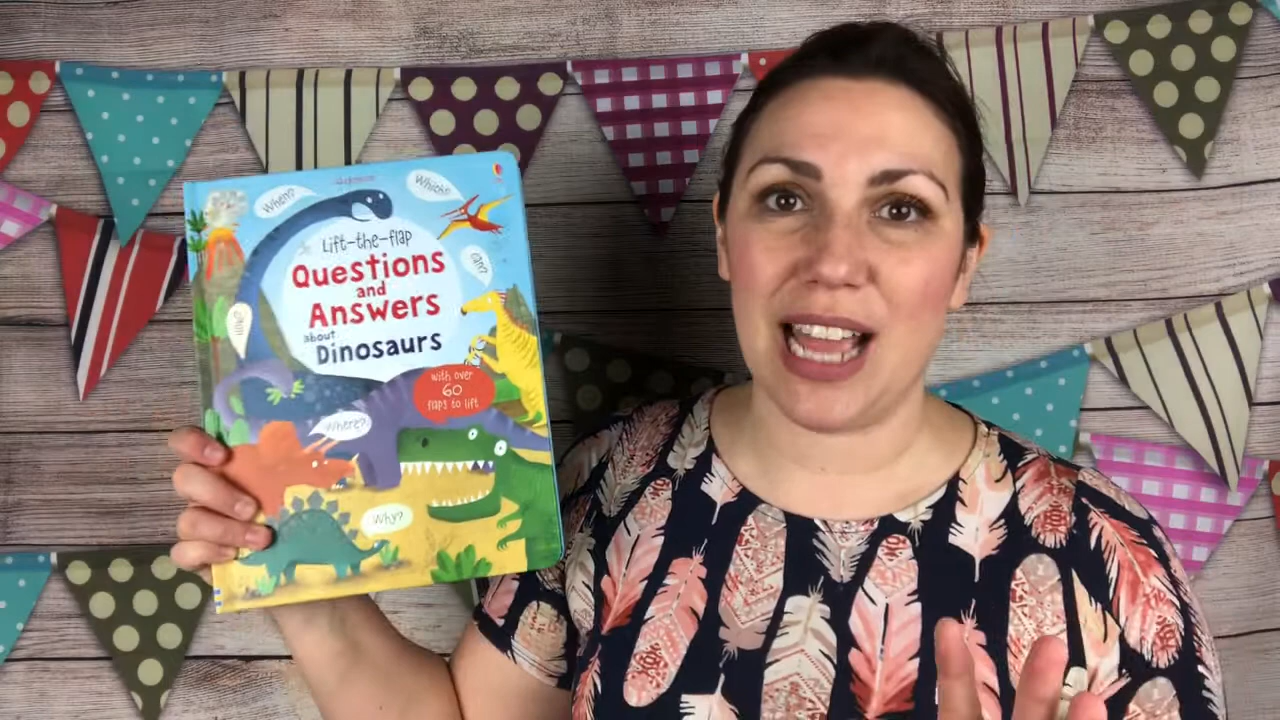 When?
Which?
Lift-the-flap
Can?
Questions
and
Answers
about
Dinosaurs
with over
60
flaps to lift
Where?
Why?